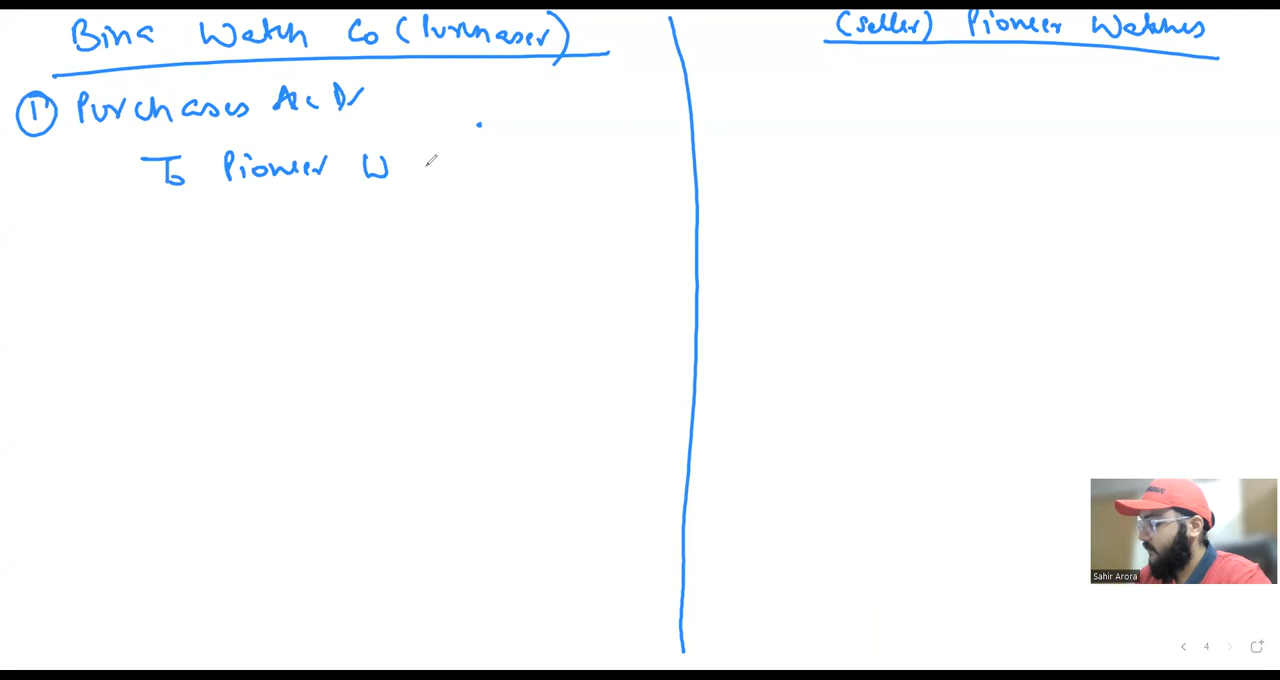 Bina Watch Co (Purchaser)
(Seller) Pioneer Watches
① Purchases A/c Dr
To Pioneer W
Sahir Arora
4